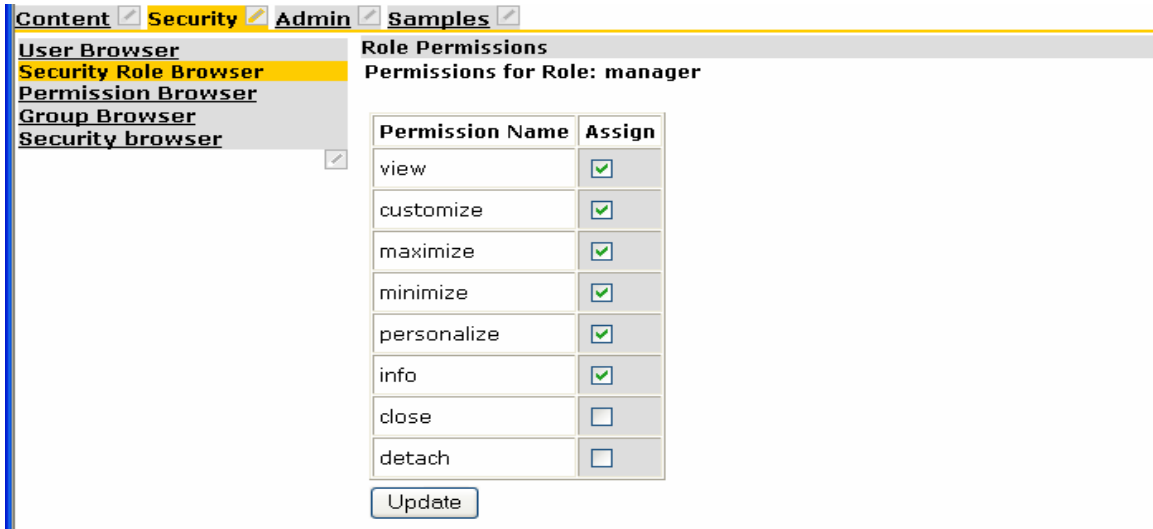 Content Security Admin Samples
User Browser
Security Role Browser
Permission Browser
Group Browser
Security browser
Role Permissions
Permissions for Role: manager
Permission Name Assign
view
customize
maximize
minimize
personalize
info
close
detach
Update